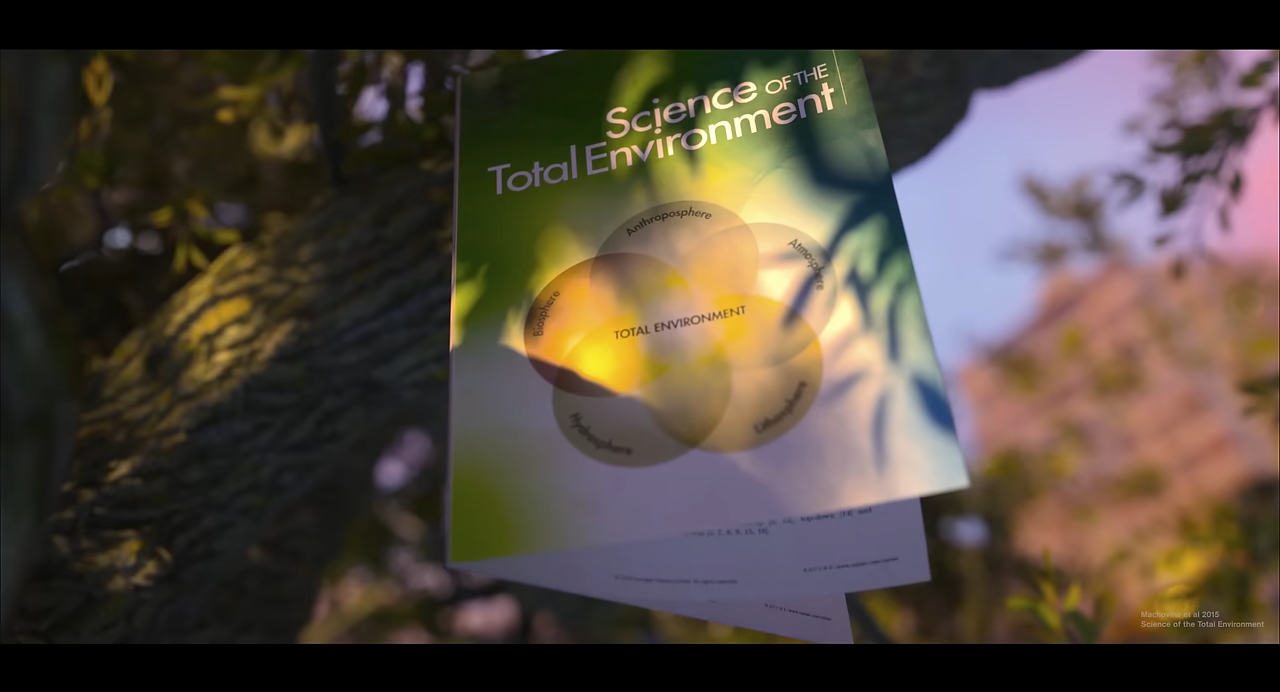 Science OF THE
Total Environment
Anthroposphere
Atmosphere
Biosphere
TOTAL ENVIRONMENT
Lithosphere
Hydrosphere
Machovina et al 2015
Science of the Total Environment